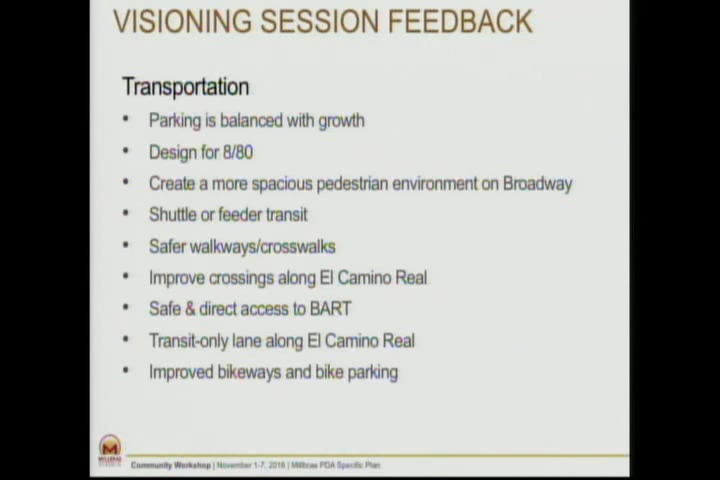 VISIONING SESSION FEEDBACK
Transportation
• Parking is balanced with growth
• Design for 8/80
• Create a more spacious pedestrian environment on Broadway
• Shuttle or feeder transit
• Safer walkways/crosswalks
• Improve crossings along El Camino Real
• Safe & direct access to BART
• Transit-only lane along El Camino Real
• Improved bikeways and bike parking
Community Workshop | November 1-7, 2016 | Millbrae PDA Specific Plan